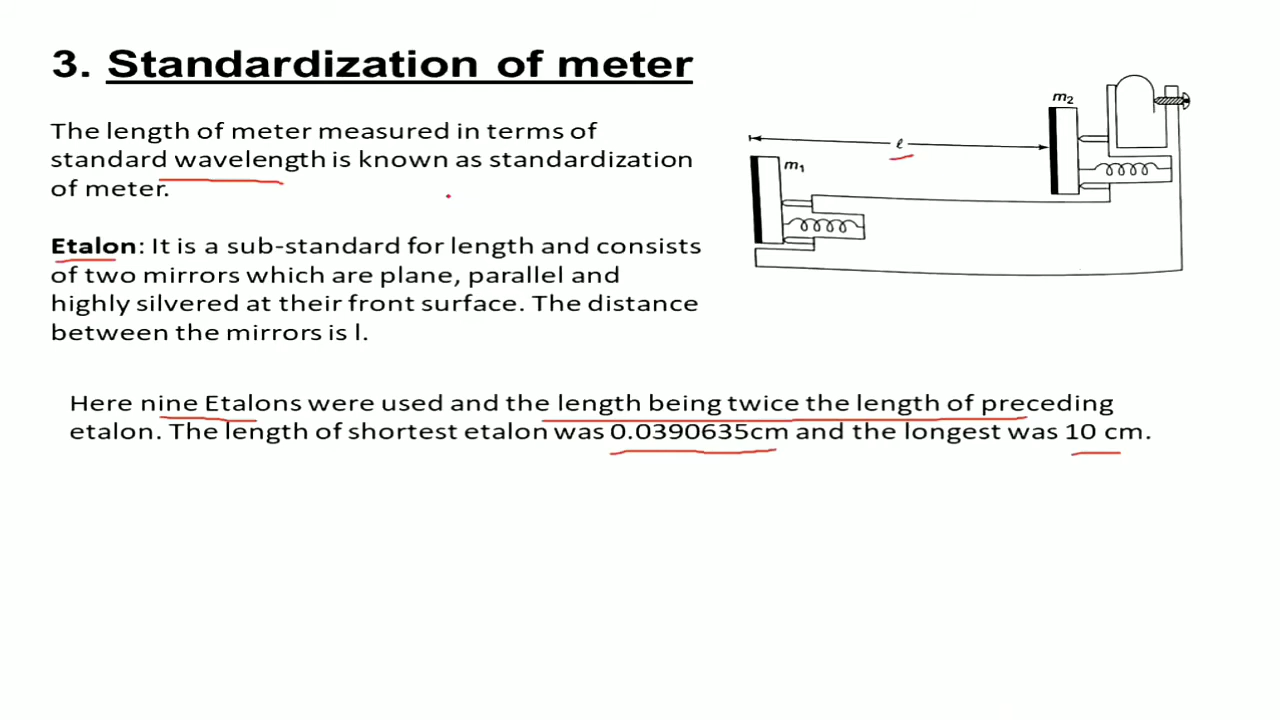 3. Standardization of meter
The length of meter measured in terms of
standard wavelength is known as standardization
of meter.
Etalon: It is a sub-standard for length and consists
of two mirrors which are plane, parallel and
highly silvered at their front surface. The distance
between the mirrors is l.
m2
ℓ
m1
Here nine Etalons were used and the length being twice the length of preceding
etalon. The length of shortest etalon was 0.0390635cm and the longest was 10 cm.